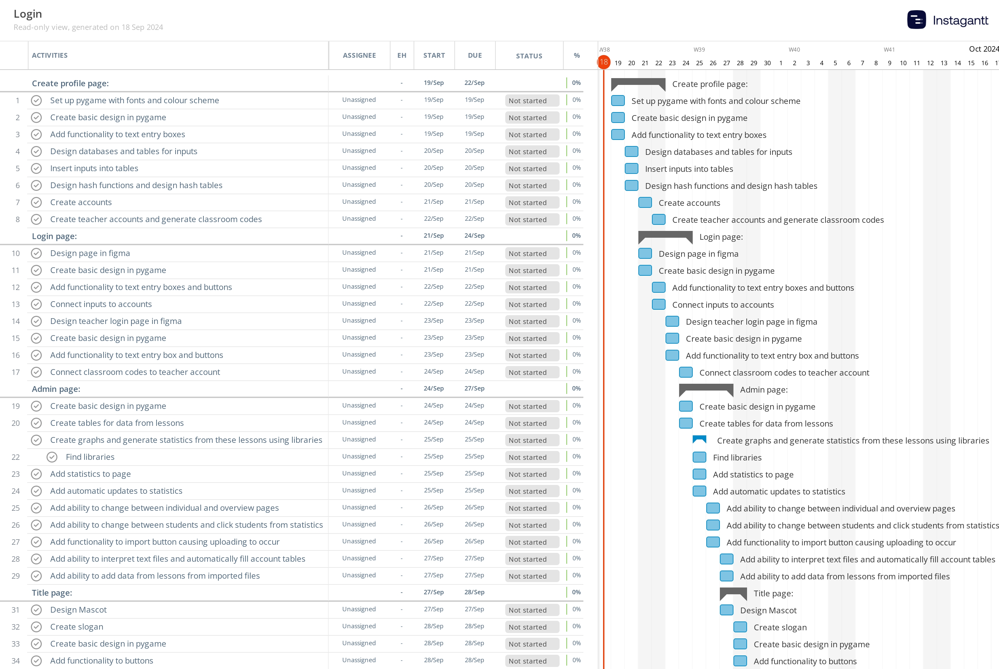 Login
Read-only view, generated on 18 Sep 2024
Instagantt
ACTIVITIES ASSIGNEE EH START DUE STATUS %
W38 W39 W40 W41 Oct 2024
18 19 20 21 22 23 24 25 26 27 28 29 30 1 2 3 4 5 6 7 8 9 10 11 12 13 14 15 16
Create profile page: - 19/Sep 22/Sep 0% Create profile page:
1 Set up pygame with fonts and colour scheme Unassigned - 19/Sep 19/Sep Not started 0% Set up pygame with fonts and colour scheme
2 Create basic design in pygame Unassigned - 19/Sep 19/Sep Not started 0% Create basic design in pygame
3 Add functionality to text entry boxes Unassigned - 19/Sep 19/Sep Not started 0% Add functionality to text entry boxes
4 Design databases and tables for inputs Unassigned - 20/Sep 20/Sep Not started 0% Design databases and tables for inputs
5 Insert inputs into tables Unassigned - 20/Sep 20/Sep Not started 0% Insert inputs into tables
6 Design hash functions and design hash tables Unassigned - 20/Sep 20/Sep Not started 0% Design hash functions and design hash tables
7 Create accounts Unassigned - 21/Sep 21/Sep Not started 0% Create accounts
8 Create teacher accounts and generate classroom codes Unassigned - 22/Sep 22/Sep Not started 0% Create teacher accounts and generate classroom codes
Login page: - 21/Sep 24/Sep 0% Login page:
10 Design page in figma Unassigned - 21/Sep 21/Sep Not started 0% Design page in figma
11 Create basic design in pygame Unassigned - 21/Sep 21/Sep Not started 0% Create basic design in pygame
12 Add functionality to text entry boxes and buttons Unassigned - 22/Sep 22/Sep Not started 0% Add functionality to text entry boxes and buttons
13 Connect inputs to accounts Unassigned - 22/Sep 22/Sep Not started 0% Connect inputs to accounts
14 Design teacher login page in figma Unassigned - 23/Sep 23/Sep Not started 0% Design teacher login page in figma
15 Create basic design in pygame Unassigned - 23/Sep 23/Sep Not started 0% Create basic design in pygame
16 Add functionality to text entry box and buttons Unassigned - 23/Sep 23/Sep Not started 0% Add functionality to text entry box and buttons
17 Connect classroom codes to teacher account Unassigned - 24/Sep 24/Sep Not started 0% Connect classroom codes to teacher account
Admin page: - 24/Sep 27/Sep 0% Admin page:
19 Create basic design in pygame Unassigned - 24/Sep 24/Sep Not started 0% Create basic design in pygame
20 Create tables for data from lessons Unassigned - 24/Sep 24/Sep Not started 0% Create tables for data from lessons
Create graphs and generate statistics from these lessons using libraries Unassigned - 25/Sep 25/Sep Not started 0% Create graphs and generate statistics from these lessons using libraries
22 Find libraries Unassigned - 25/Sep 25/Sep Not started 0% Find libraries
23 Add statistics to page Unassigned - 25/Sep 25/Sep Not started 0% Add statistics to page
24 Add automatic updates to statistics Unassigned - 25/Sep 25/Sep Not started 0% Add automatic updates to statistics
25 Add ability to change between individual and overview pages Unassigned - 26/Sep 26/Sep Not started 0% Add ability to change between individual and overview pages
26 Add ability to change between students and click students from statistics Unassigned - 26/Sep 26/Sep Not started 0% Add ability to change between students and click students from statistics
27 Add functionality to import button causing uploading to occur Unassigned - 26/Sep 26/Sep Not started 0% Add functionality to import button causing uploading to occur
28 Add ability to interpret text files and automatically fill account tables Unassigned - 27/Sep 27/Sep Not started 0% Add ability to interpret text files and automatically fill account tables
29 Add ability to add data from lessons from imported files Unassigned - 27/Sep 27/Sep Not started 0% Add ability to add data from lessons from imported files
Title page: - 27/Sep 28/Sep 0% Title page:
31 Design Mascot Unassigned - 27/Sep 27/Sep Not started 0% Design Mascot
32 Create slogan Unassigned - 28/Sep 28/Sep Not started 0% Create slogan
33 Create basic design in pygame Unassigned - 28/Sep 28/Sep Not started 0% Create basic design in pygame
34 Add functionality to buttons Unassigned - 28/Sep 28/Sep Not started 0% Add functionality to buttons